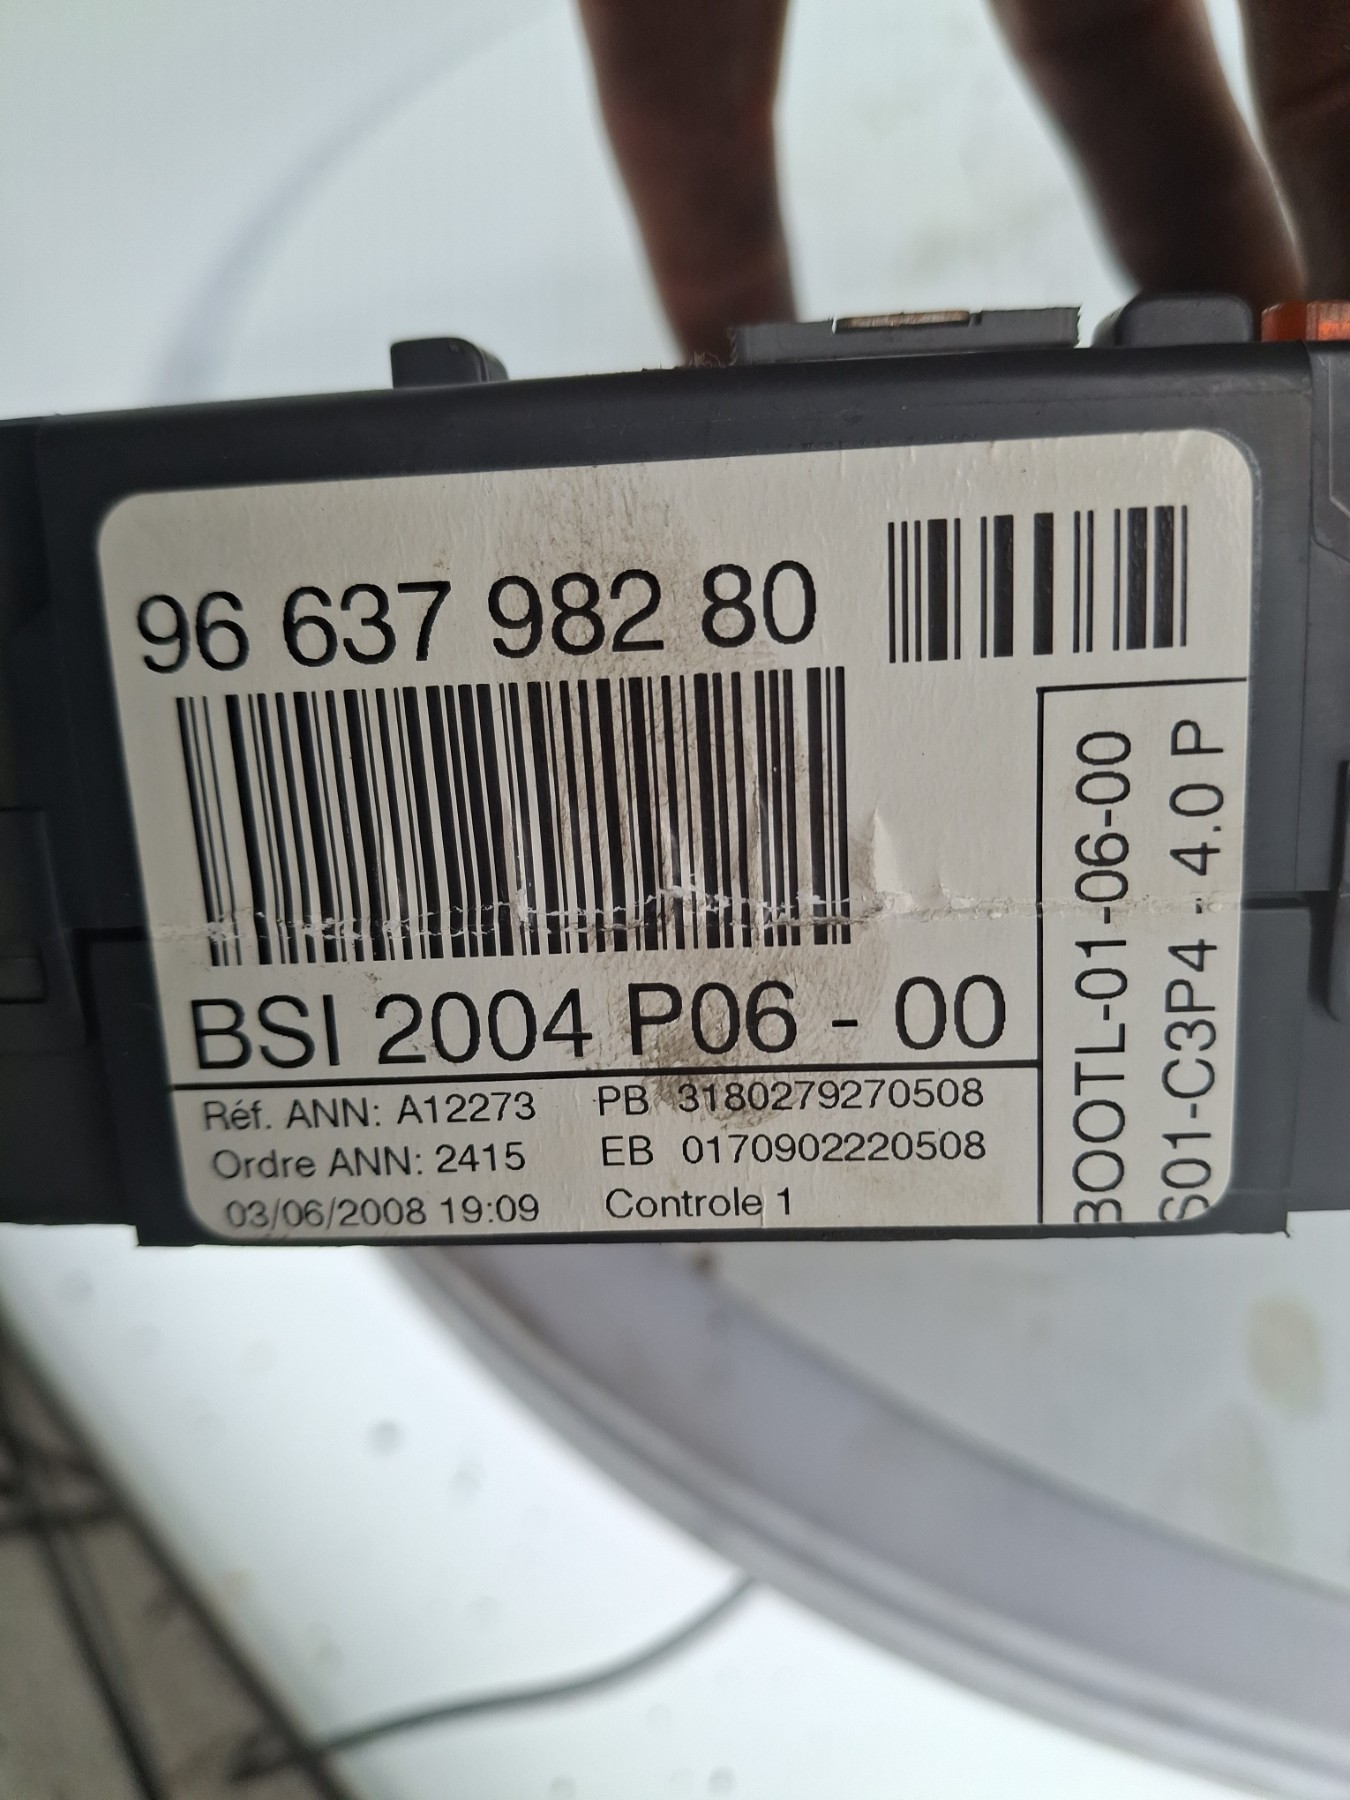 96 637 982 80
BSI 2004 P06 - 00
Réf. ANN: A12273
Ordre ANN: 2415
03/06/2008 19:09
PB 3180279270508
EB 0170902220508
Controle 1
BOOTL-01-06-00
S01-C3P4 - 4.0 P